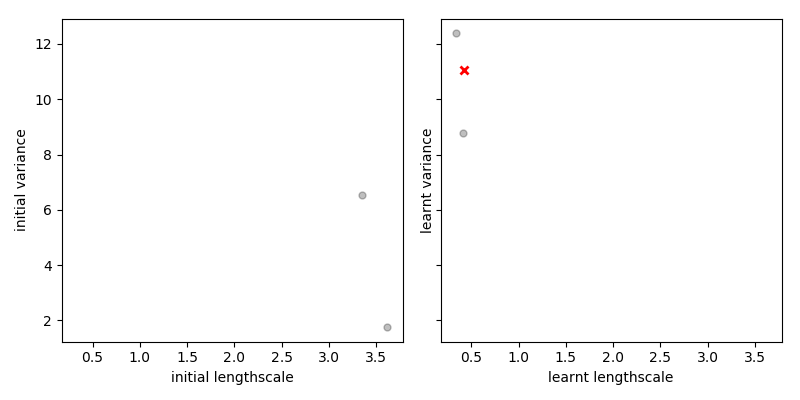 initial variance
12
10
8
6
4
2
0.5 1.0 1.5 2.0 2.5 3.0 3.5
initial lengthscale
learnt variance
0.5 1.0 1.5 2.0 2.5 3.0 3.5
learnt lengthscale